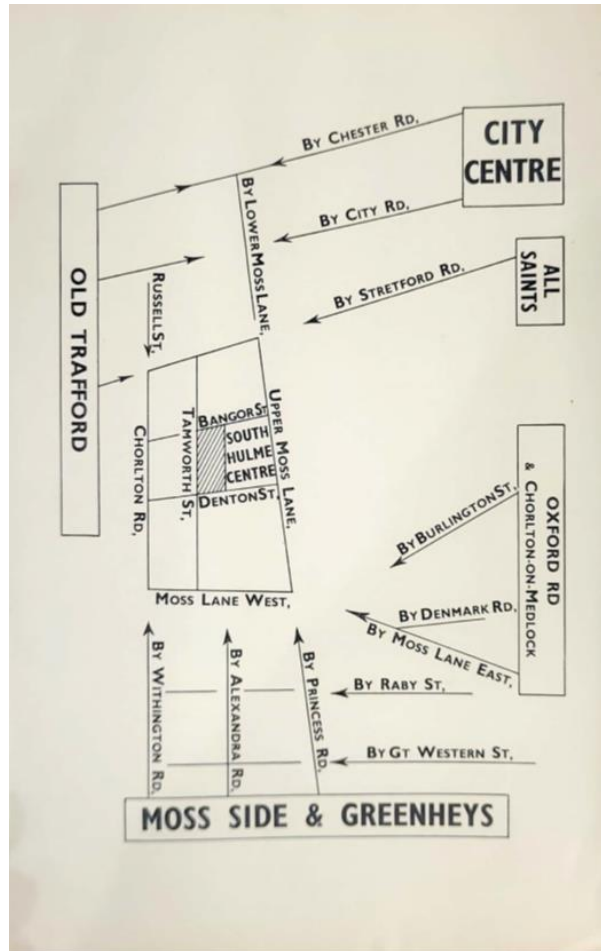 CITY
CENTRE
BY CHESTER RD,
BY CITY RD,
ALL
SAINTS
BY STRETFORD RD,
BY LOWER MOSS LANE,
OLD TRAFFORD
RUSSELL ST,
BANGOR ST
UPPER MOSS LANE,
TAMWORTH ST,
SOUTH
HULME
CENTRE
CHORLTON RD,
DENTON ST,
MOSS LANE WEST,
OXFORD RD
& CHORLTON-ON-MEDLOCK
BY BURLINGTON ST,
BY DENMARK RD,
BY MOSS LANE EAST,
BY RABY ST,
BY GT WESTERN ST,
BY WITHINGTON RD,
BY ALEXANDRA RD,
BY PRINCESS RD,
MOSS SIDE & GREENHEYS